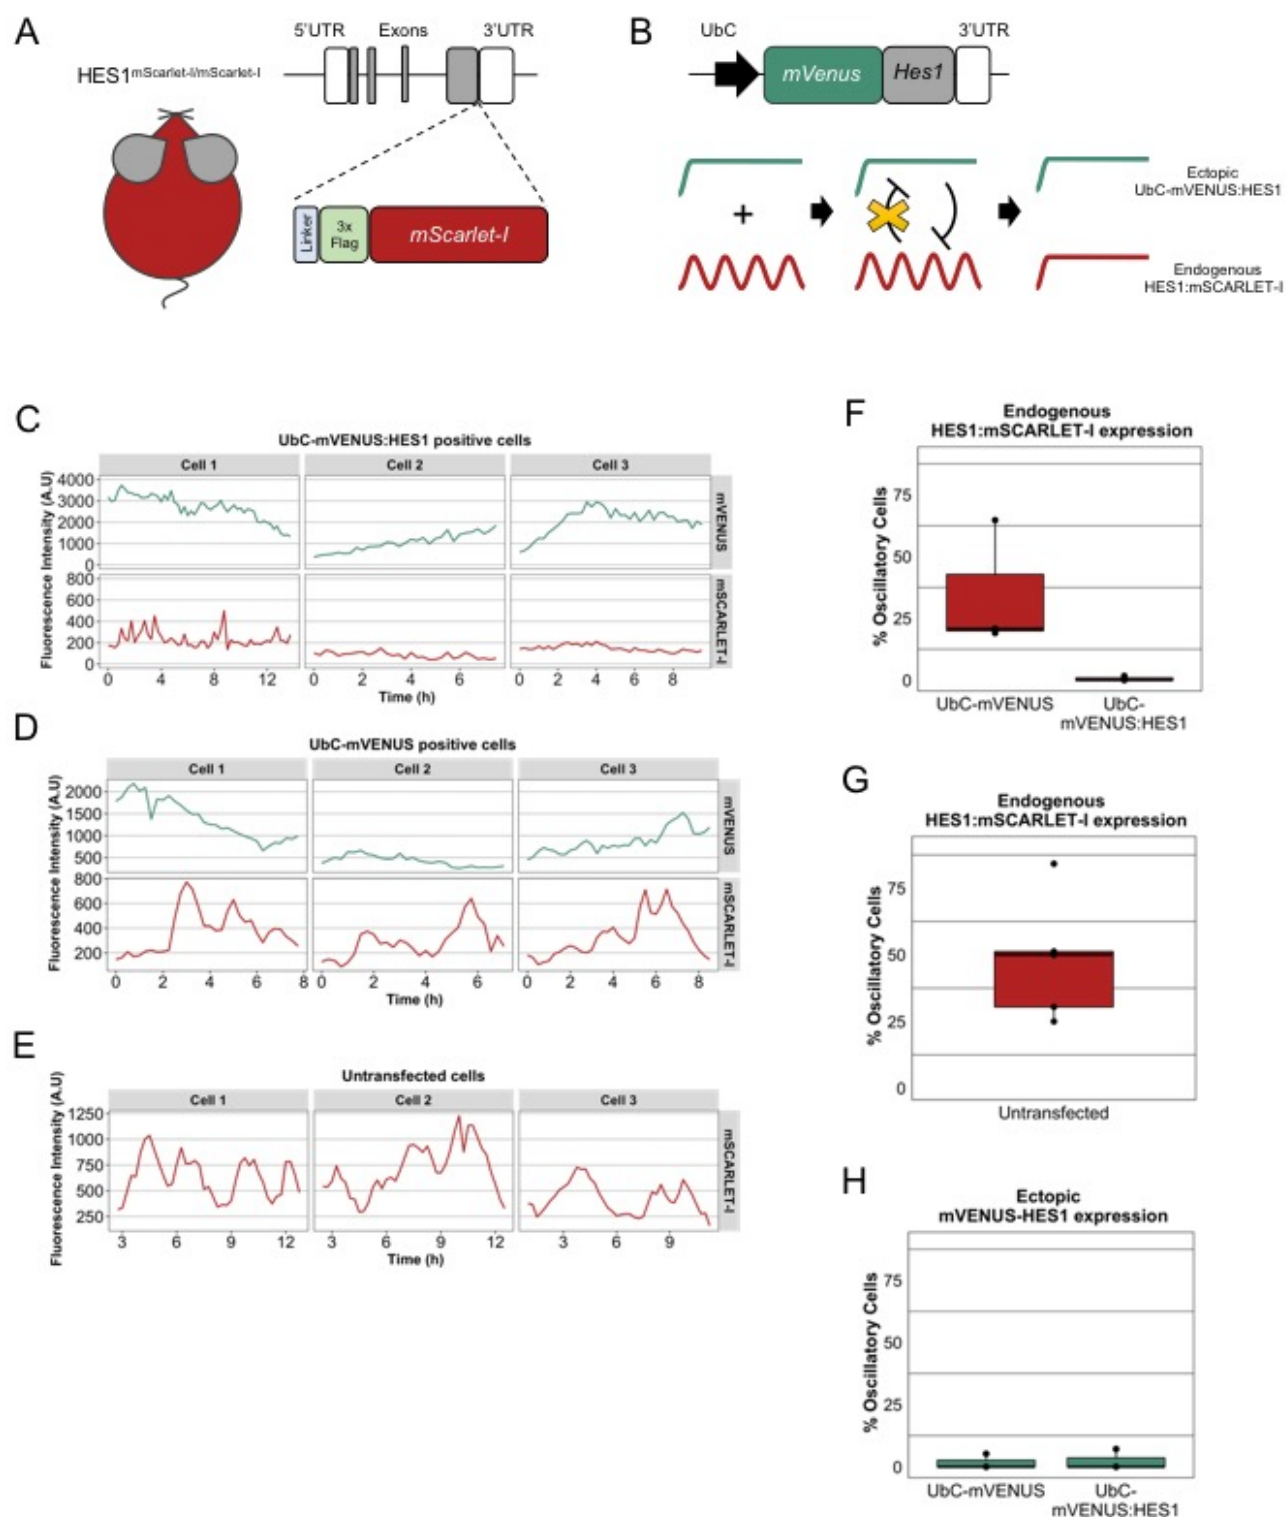 A
5'UTR Exons 3'UTR
HES1mScarlet-I/mScarlet-I
Linker
3x
Flag
mScarlet-I
B
UbC 3'UTR
mVenus Hes1
Ectopic
UbC-mVENUS:HES1
+
Endogenous
HES1:mSCARLET-I
C
UbC-mVENUS:HES1 positive cells
Cell 1 Cell 2 Cell 3
Fluorescence Intensity (A.U)
4000
3000
2000
1000
0
mVENUS
800
600
400
200
0
mSCARLET-I
0 4 8 12 0 2 4 6 0 2 4 6 8
Time (h)
D
UbC-mVENUS positive cells
Cell 1 Cell 2 Cell 3
Fluorescence Intensity (A.U)
2000
1500
1000
500
mVENUS
800
600
400
200
mSCARLET-I
0 2 4 6 8 0 2 4 6 0 2 4 6 8
Time (h)
E
Untransfected cells
Cell 1 Cell 2 Cell 3
Fluorescence Intensity (A.U)
1250
1000
750
500
250
mSCARLET-I
3 6 9 12 3 6 9 12 3 6 9
Time (h)
F
Endogenous
HES1:mSCARLET-I expression
% Oscillatory Cells
75
50
25
0
UbC-mVENUS UbC-
mVENUS:HES1
G
Endogenous
HES1:mSCARLET-I expression
% Oscillatory Cells
75
50
25
0
Untransfected
H
Ectopic
mVENUS-HES1 expression
% Oscillatory Cells
75
50
25
0
UbC-mVENUS UbC-
mVENUS:HES1